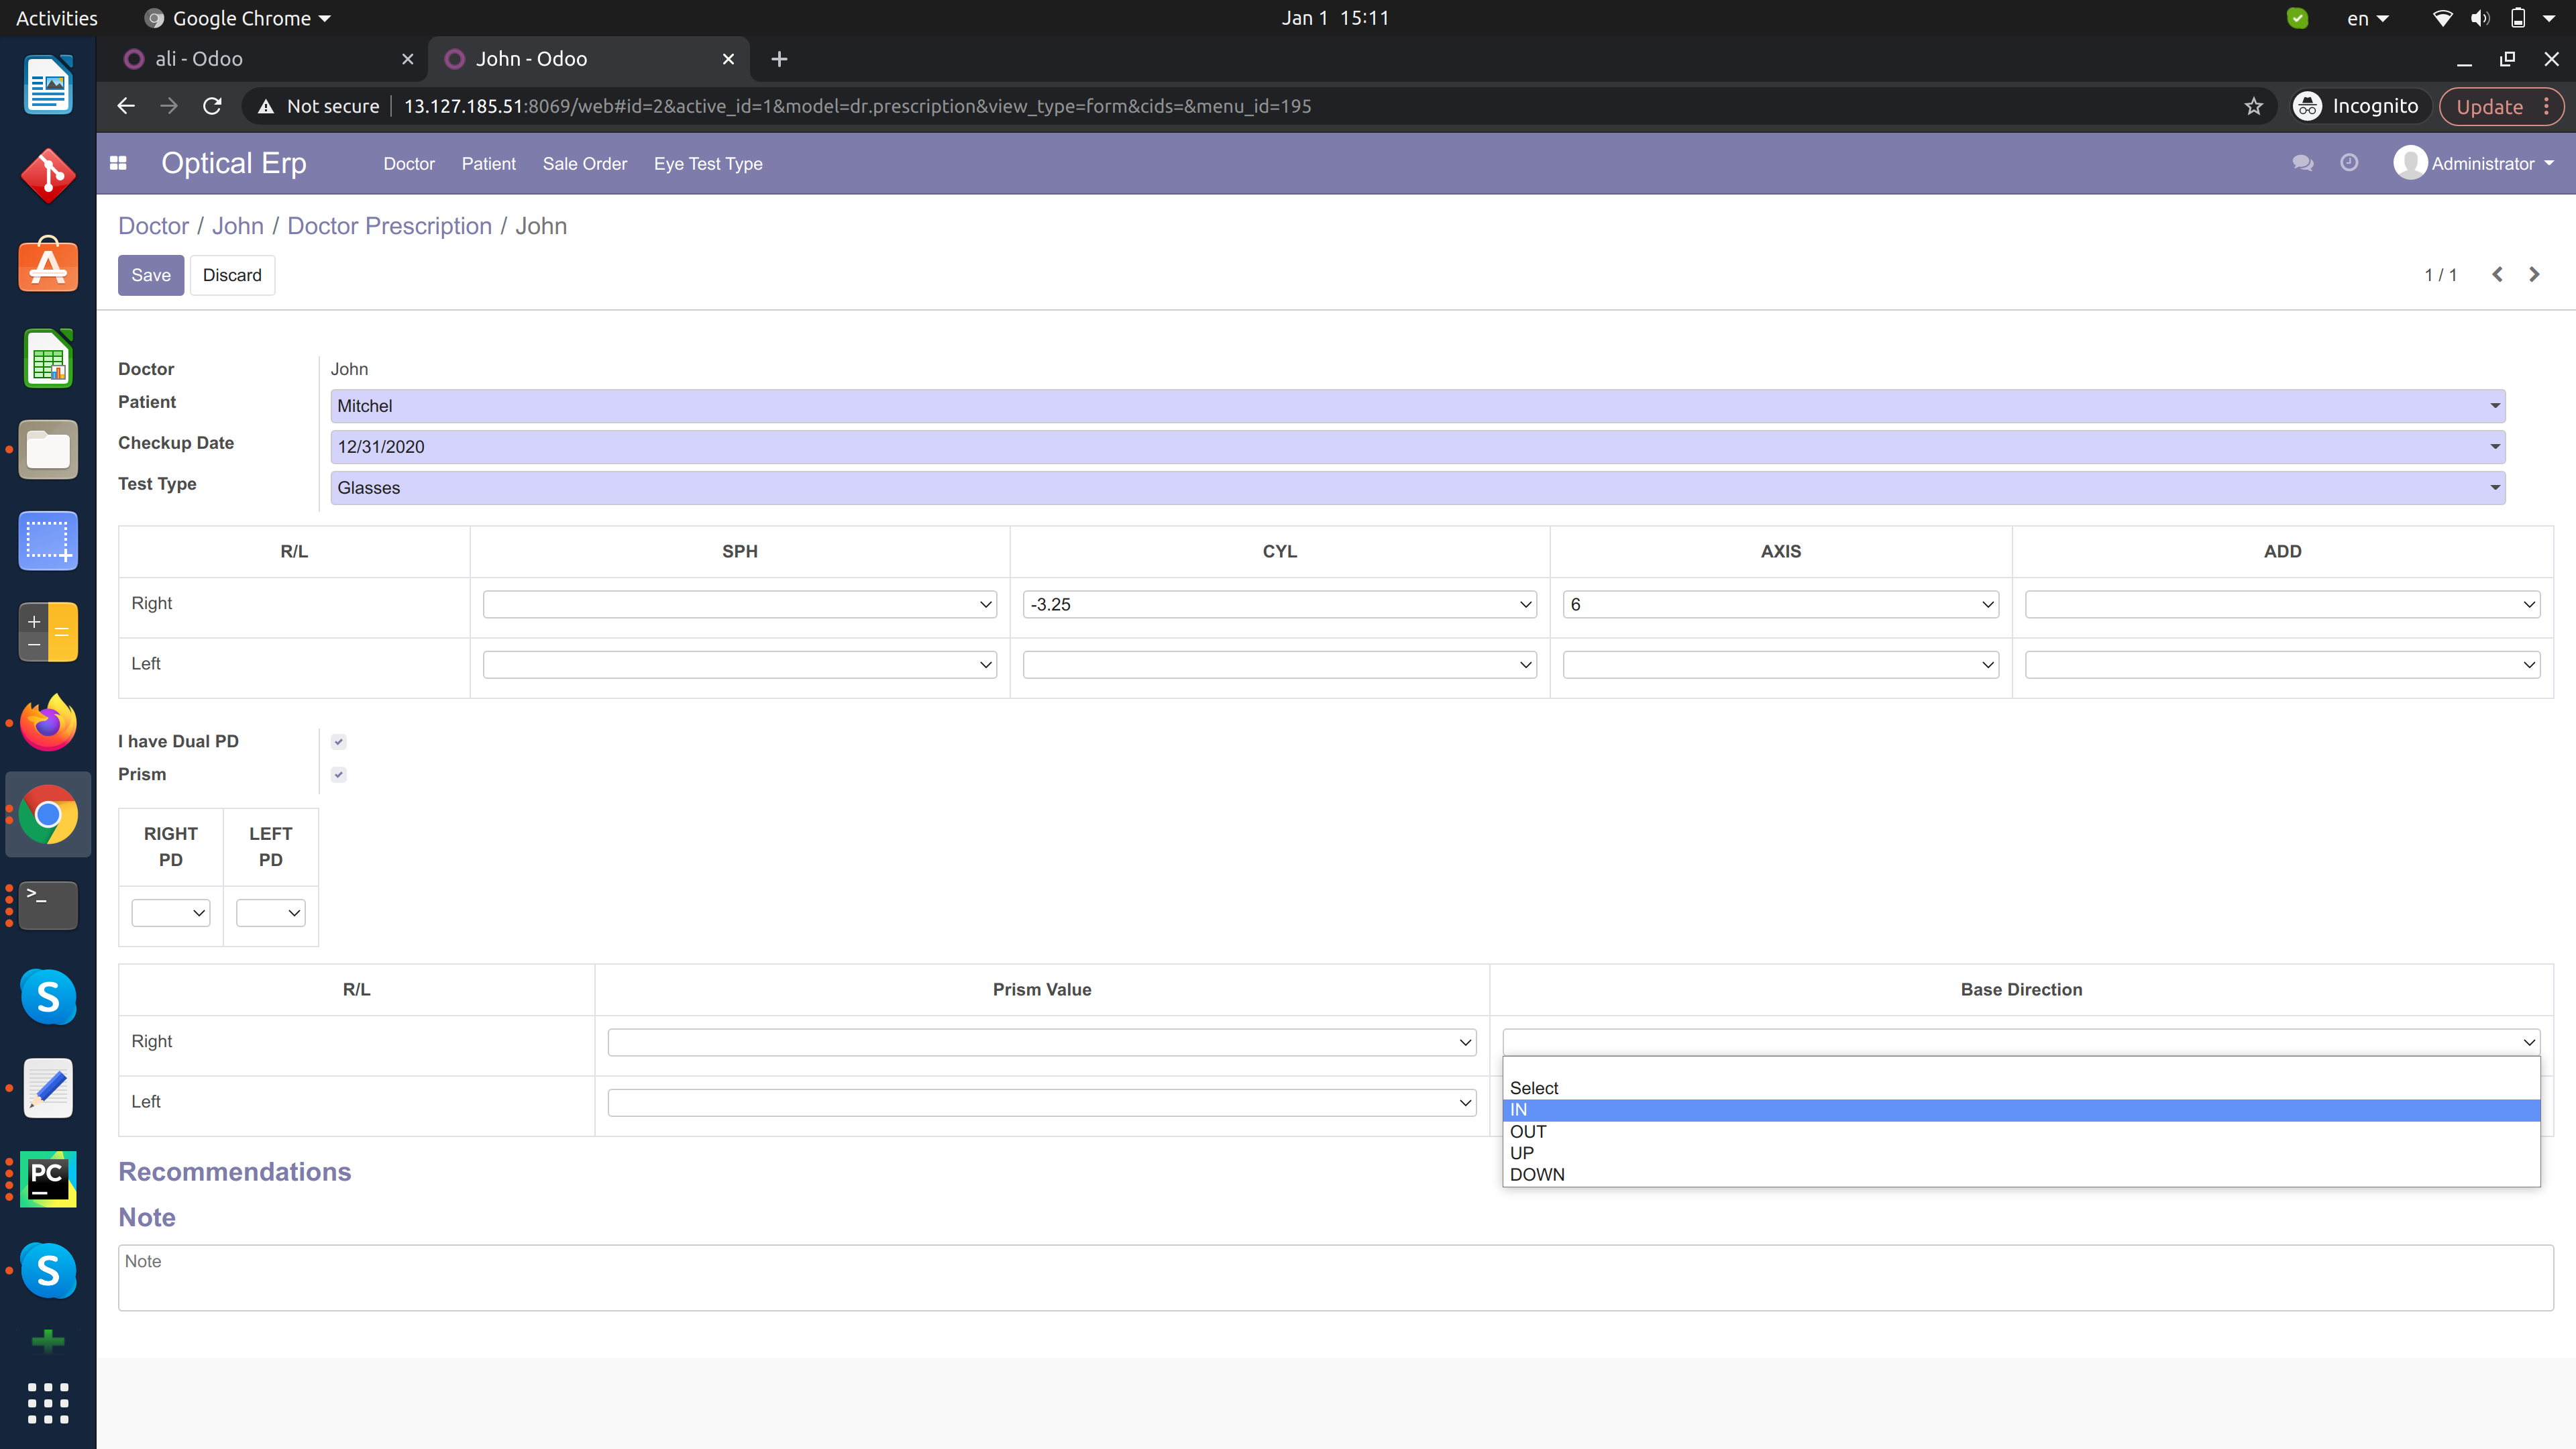 Activities Google Chrome Jan 1 15:11 en
ali - Odoo John - Odoo
Not secure 13.127.185.51:8069/web#id=2&active_id=1&model=dr.prescription&view_type=form&cids=&menu_id=195 Incognito Update
Optical Erp Doctor Patient Sale Order Eye Test Type Administrator
Doctor / John / Doctor Prescription / John
Save Discard 1 / 1
Doctor John
Patient Mitchel
Checkup Date 12/31/2020
Test Type Glasses
R/L SPH CYL AXIS ADD
Right -3.25 6
Left
I have Dual PD
Prism
RIGHT PD LEFT PD
R/L Prism Value Base Direction
Right
Select
Left
IN
OUT
UP
DOWN
Recommendations
Note
Note